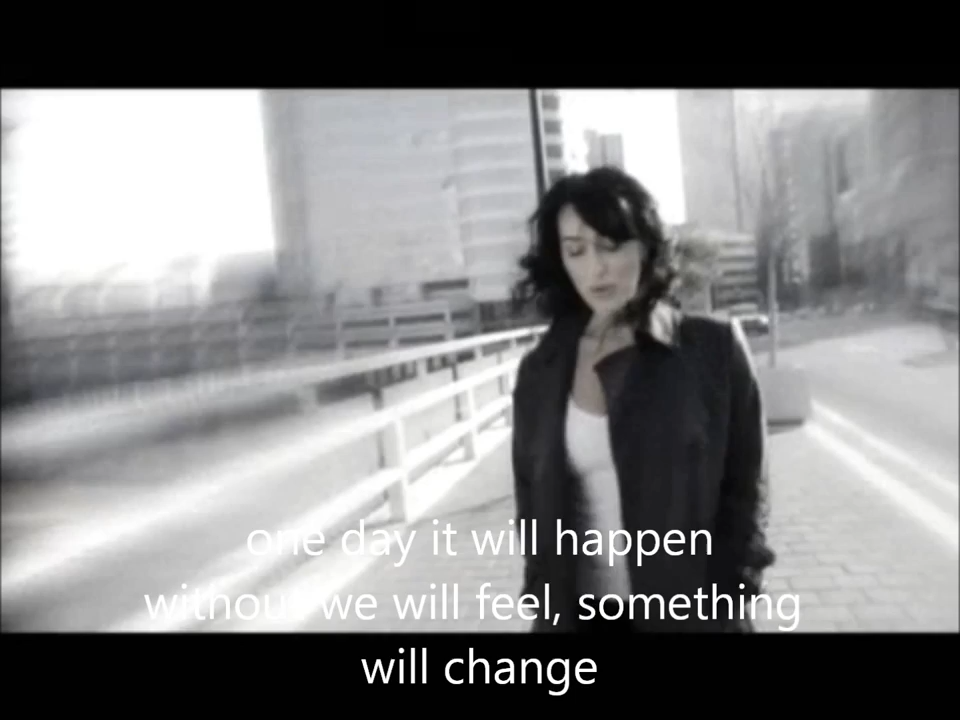 one day it will happen
without we will feel, something
will change